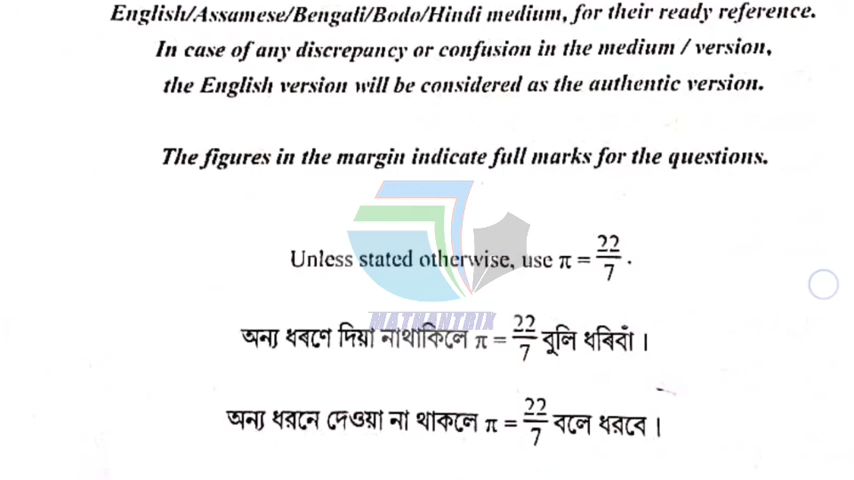 English/Assamese/Bengali/Bodo/Hindi medium, for their ready reference.
In case of any discrepancy or confusion in the medium / version,
the English version will be considered as the authentic version.
The figures in the margin indicate full marks for the questions.
Unless stated otherwise, use π = 22/7 .
MATHANTRIX
অন্য ধৰণে দিয়া নাথাকিলে π = 22/7 বুলি ধৰিবাঁ ।
অন্য ধরনে দেওয়া না থাকলে π = 22/7 বলে ধরবে ।